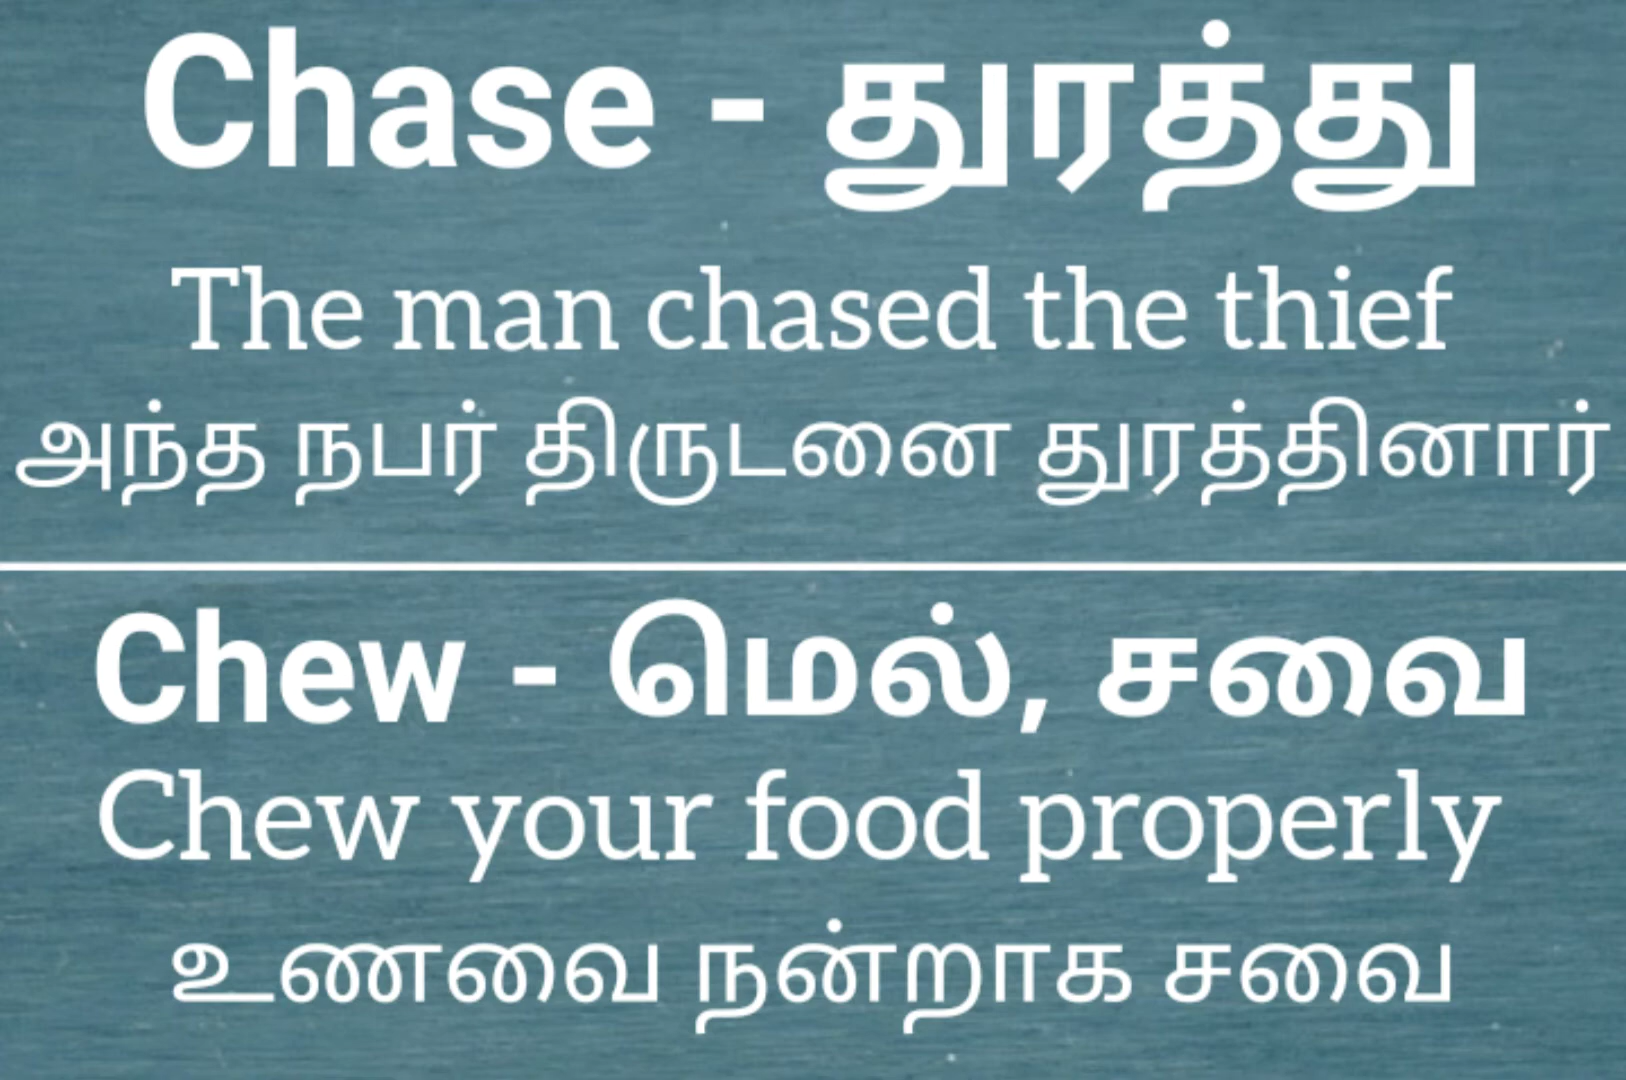 Chase - துரத்து
The man chased the thief
அந்த நபர் திருடனை துரத்தினார்
Chew - மெல், சவை
Chew your food properly
உணவை நன்றாக சவை